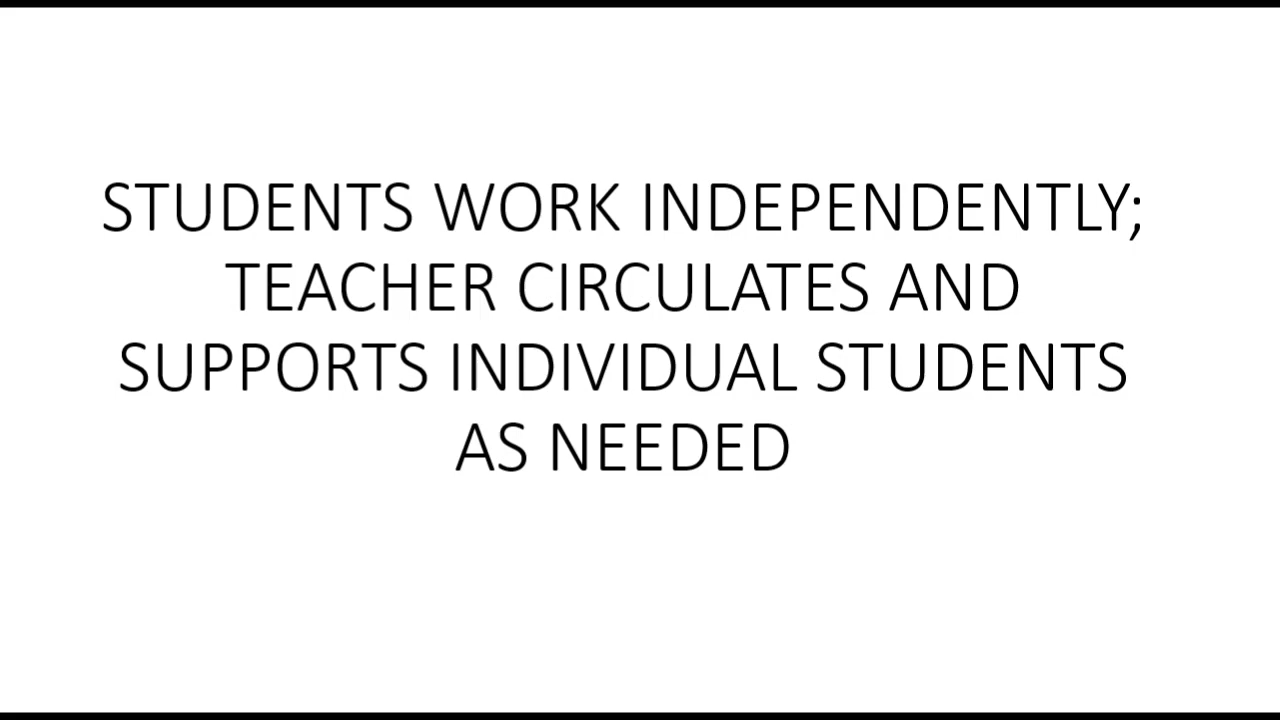 STUDENTS WORK INDEPENDENTLY;
TEACHER CIRCULATES AND
SUPPORTS INDIVIDUAL STUDENTS
AS NEEDED